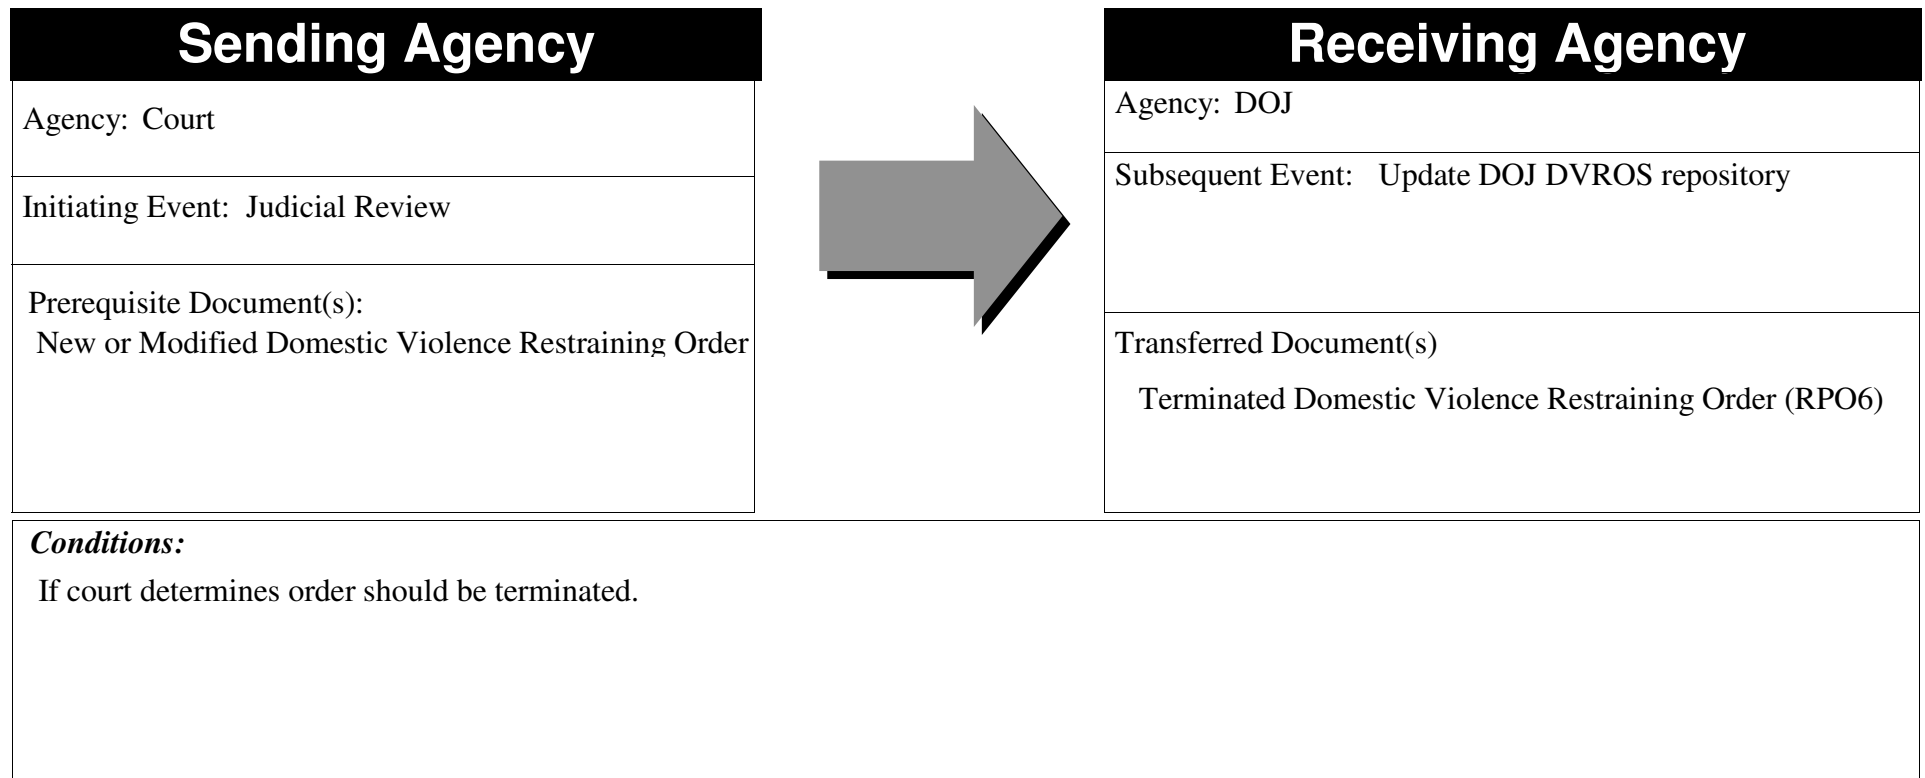 Sending Agency
Agency: Court
Initiating Event: Judicial Review
Prerequisite Document(s):
New or Modified Domestic Violence Restraining Order
Receiving Agency
Agency: DOJ
Subsequent Event: Update DOJ DVROS repository
Transferred Document(s)
Terminated Domestic Violence Restraining Order (RPO6)
Conditions:
If court determines order should be terminated.